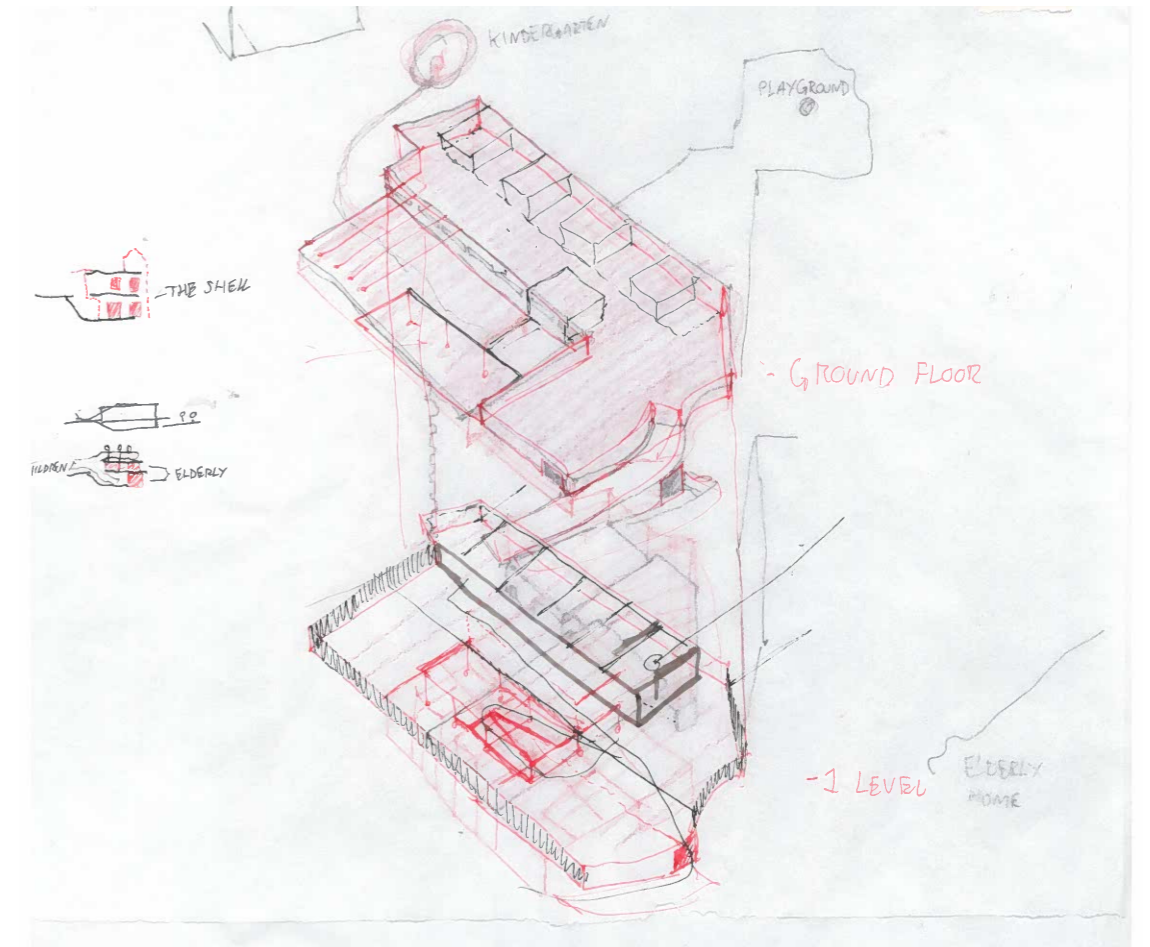 KINDERGARTEN
PLAYGROUND
-THE SHELL
- GROUND FLOOR
ELDERLY
-1 LEVEL
ELDERLY
HOME